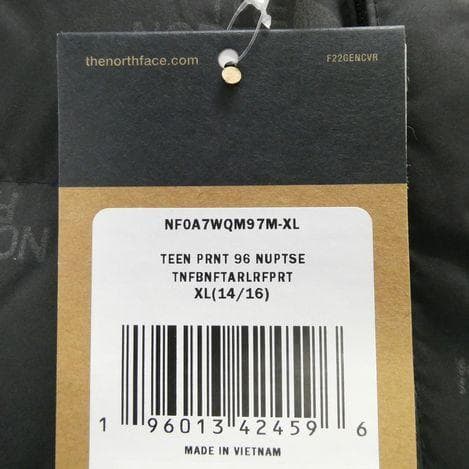 thenorthface.com
F22GENCVR
NF0A7WQM97M-XL
TEEN PRNT 96 NUPTSE
TNFBNFTARLRFPRT
XL(14/16)
1 96013 42459 6
MADE IN VIETNAM